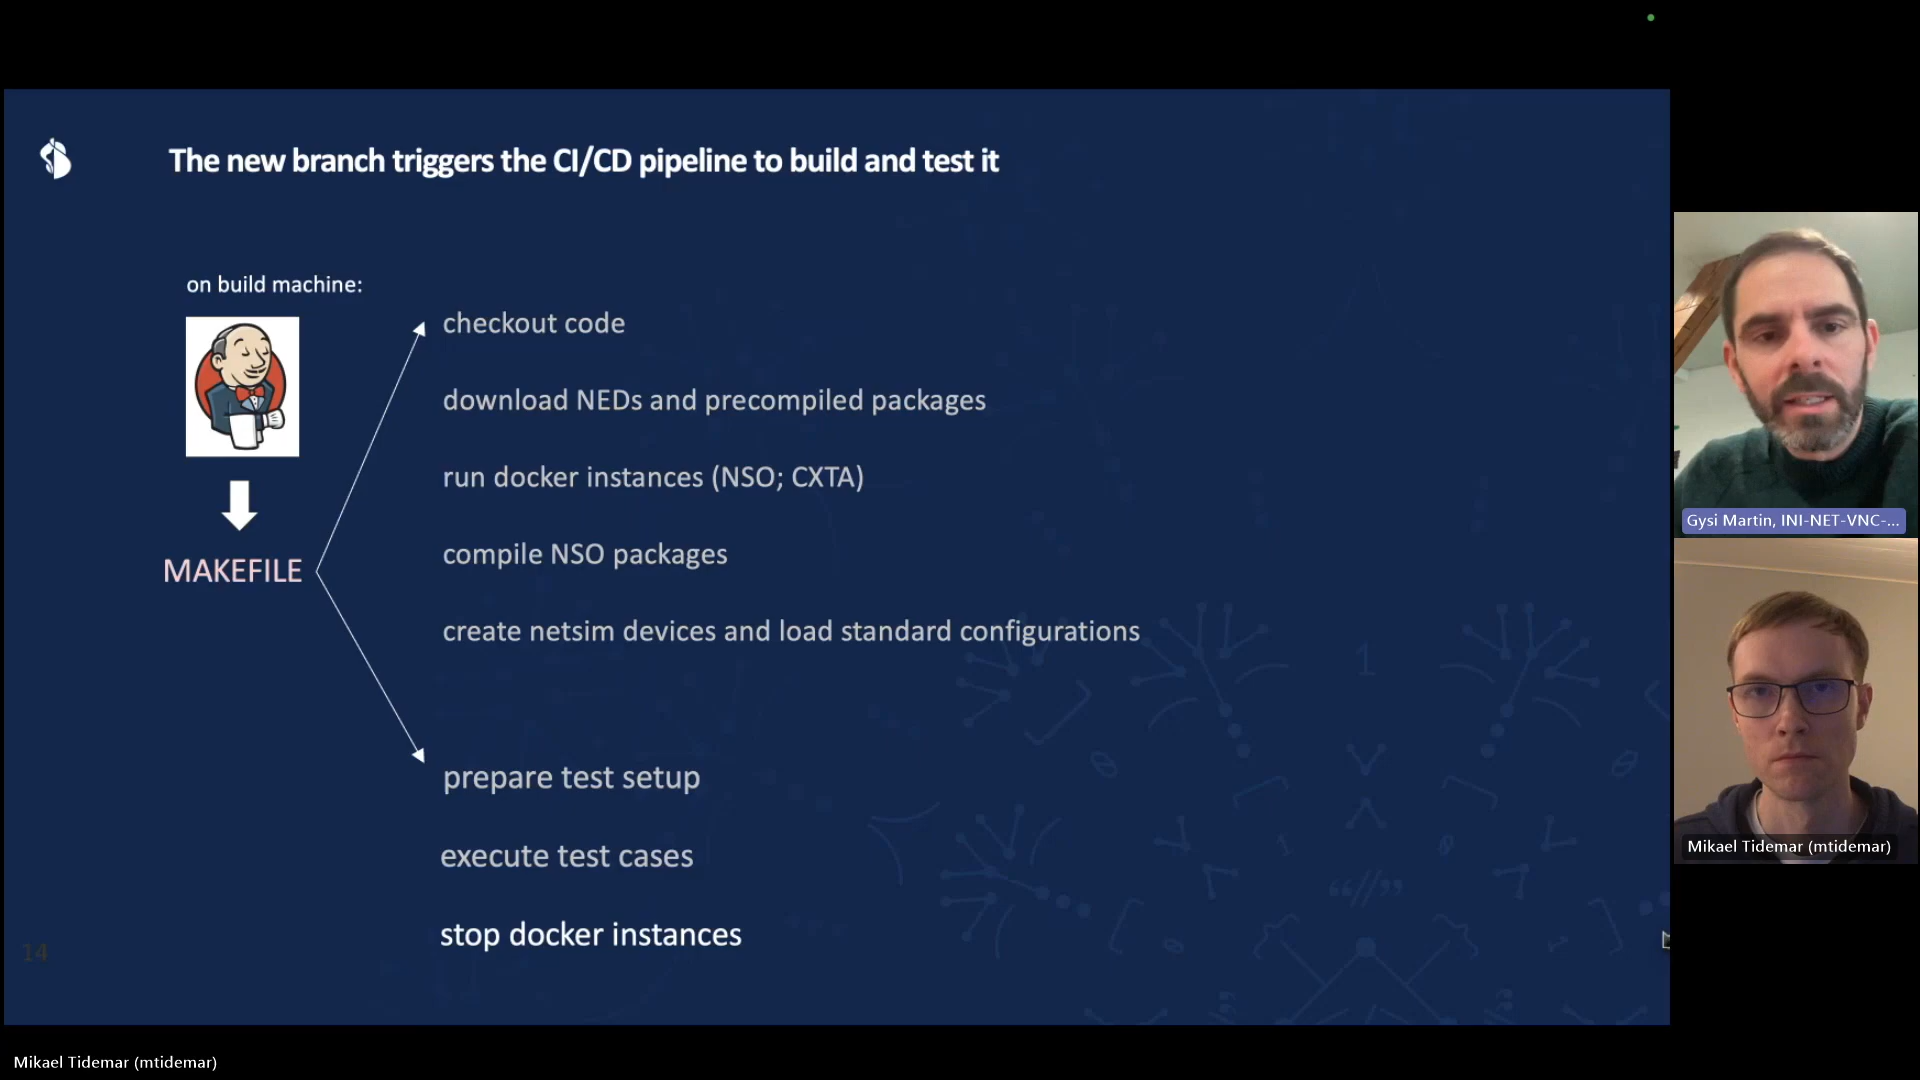 The new branch triggers the CI/CD pipeline to build and test it
on build machine:
MAKEFILE
checkout code
download NEDs and precompiled packages
run docker instances (NSO; CXTA)
compile NSO packages
create netsim devices and load standard configurations
prepare test setup
execute test cases
stop docker instances
14
Gysi Martin, INI-NET-VNC-...
Mikael Tidemar (mtidemar)
Mikael Tidemar (mtidemar)